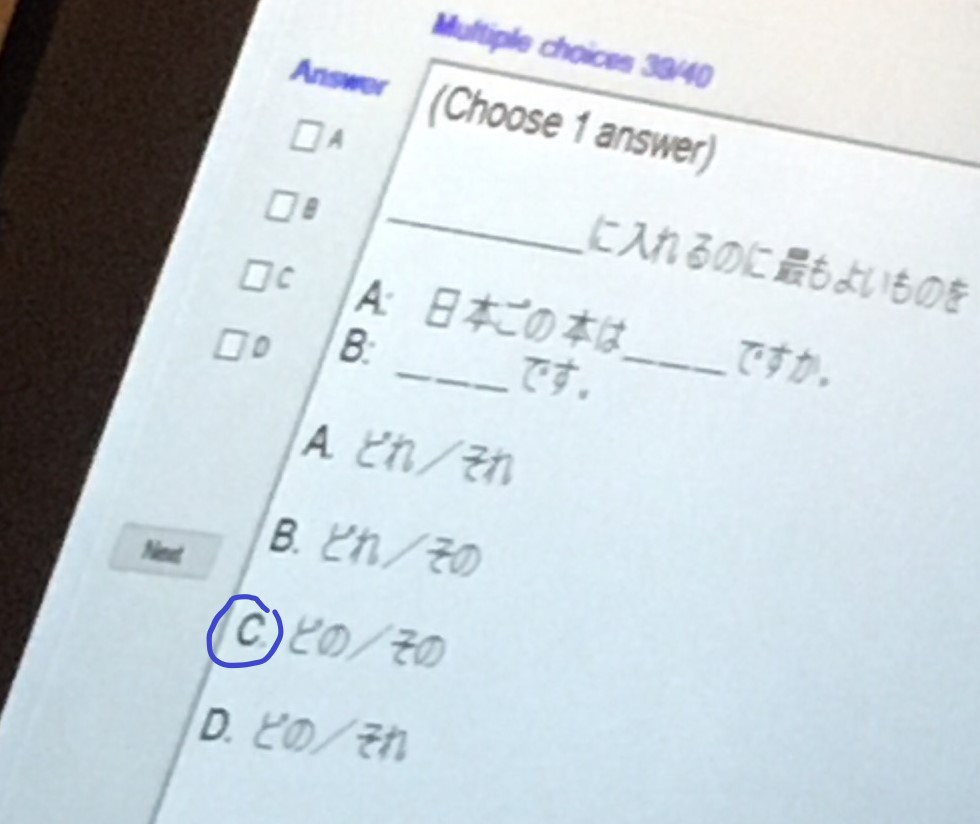 Multiple choices 39/40
Answer
A
B
C
D
Next
(Choose 1 answer)
__________に入れるのに最もよいものを
A: 日本ごの本は_____ですか。
B: _____です。
A. どれ／それ
B. どれ／その
C. どの／その
D. どの／それ